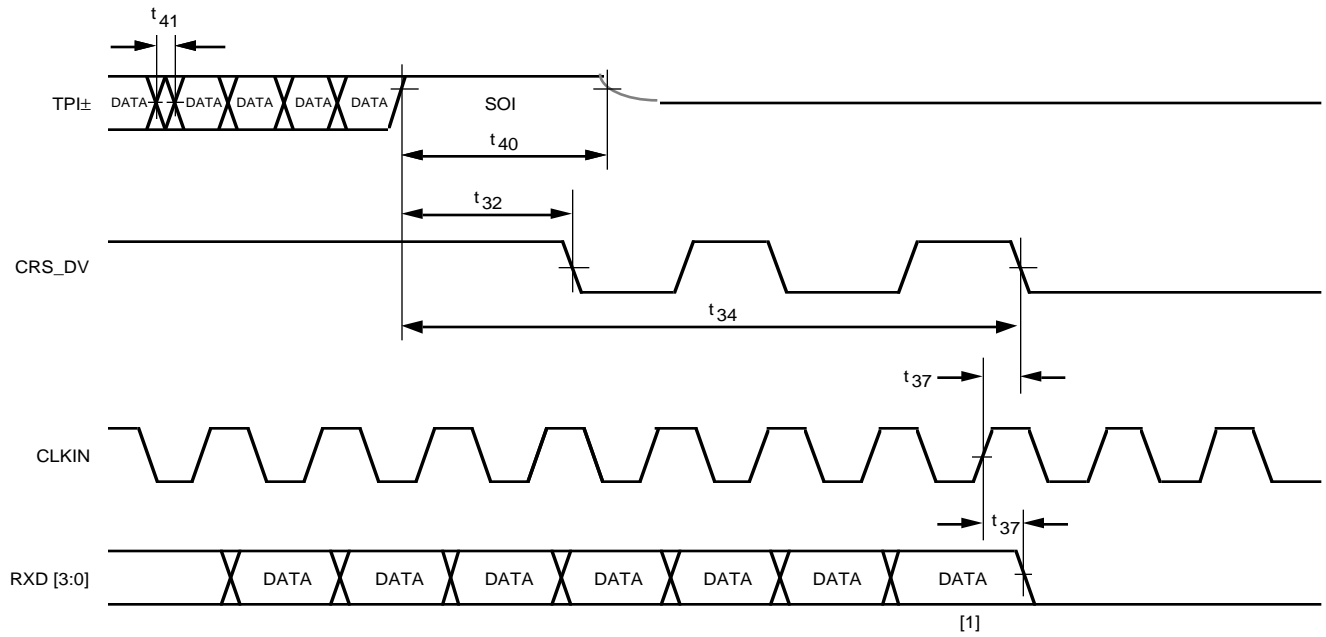 t41
TPI± DATA DATA DATA DATA DATA SOI
t40
t32
CRS_DV
t34
t37
CLKIN
t37
RXD [3:0] DATA DATA DATA DATA DATA DATA DATA
[1]